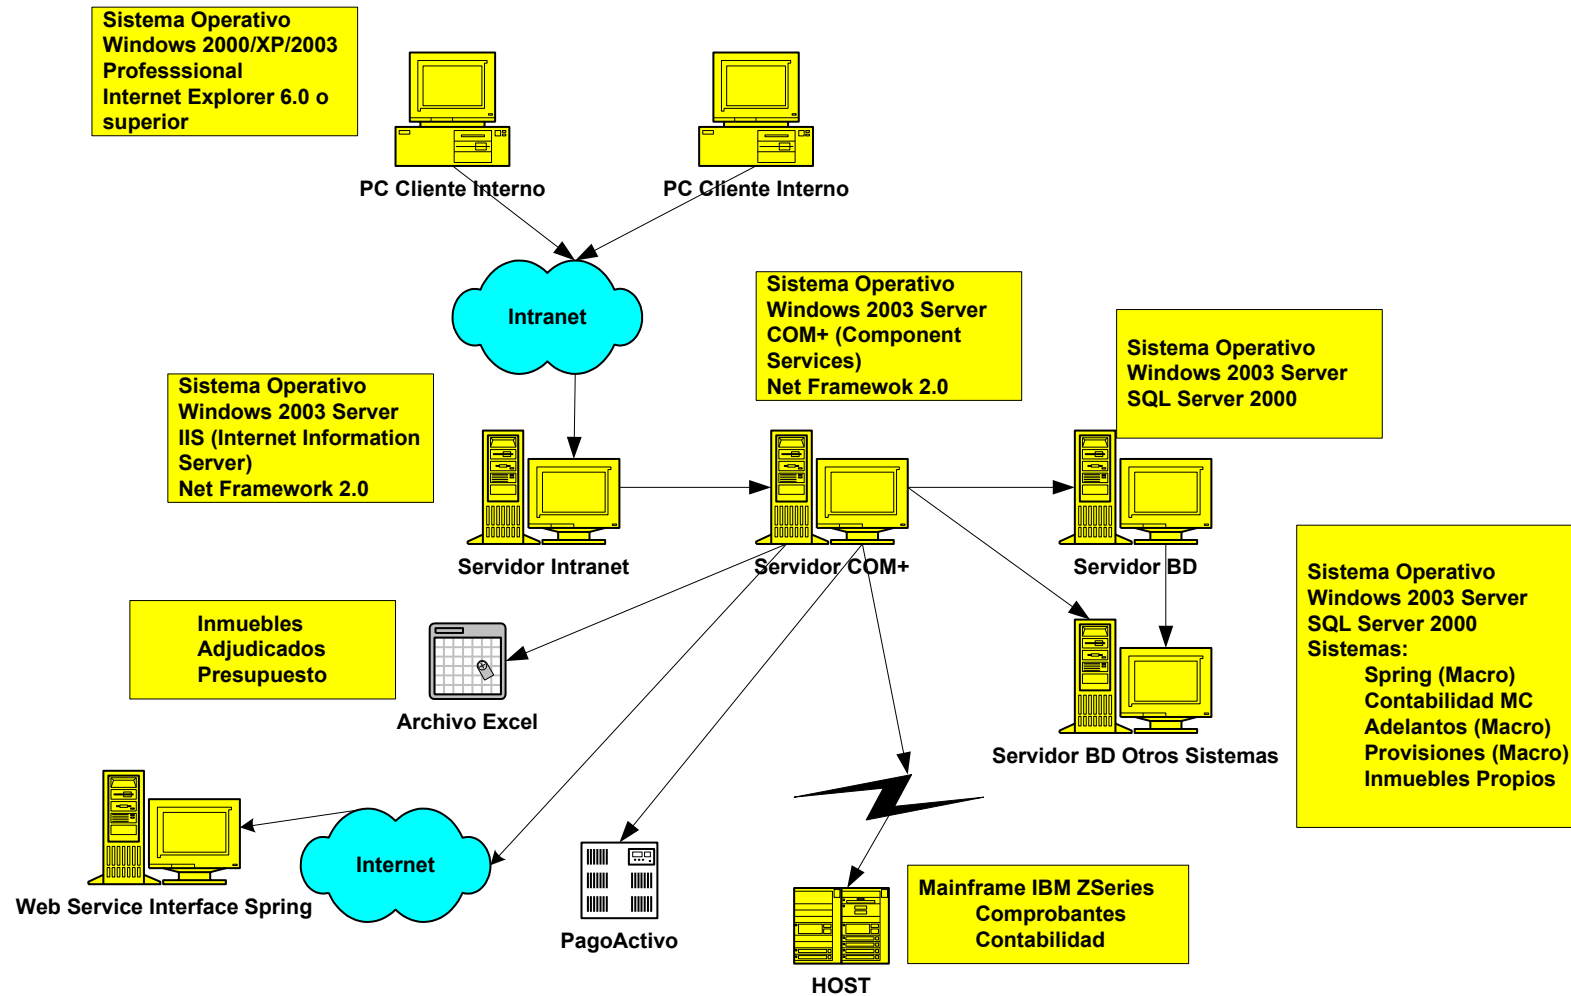 Sistema Operativo
Windows 2000/XP/2003
Professsional
Internet Explorer 6.0 o
superior
PC Cliente Interno
PC Cliente Interno
Intranet
Sistema Operativo
Windows 2003 Server
COM+ (Component
Services)
Net Framewok 2.0
Sistema Operativo
Windows 2003 Server
SQL Server 2000
Sistema Operativo
Windows 2003 Server
IIS (Internet Information
Server)
Net Framework 2.0
Servidor Intranet
Servidor COM+
Servidor BD
Sistema Operativo
Windows 2003 Server
SQL Server 2000
Sistemas:
Spring (Macro)
Contabilidad MC
Adelantos (Macro)
Provisiones (Macro)
Inmuebles Propios
Inmuebles
Adjudicados
Presupuesto
Archivo Excel
Servidor BD Otros Sistemas
Internet
Web Service Interface Spring
PagoActivo
Mainframe IBM ZSeries
Comprobantes
Contabilidad
HOST